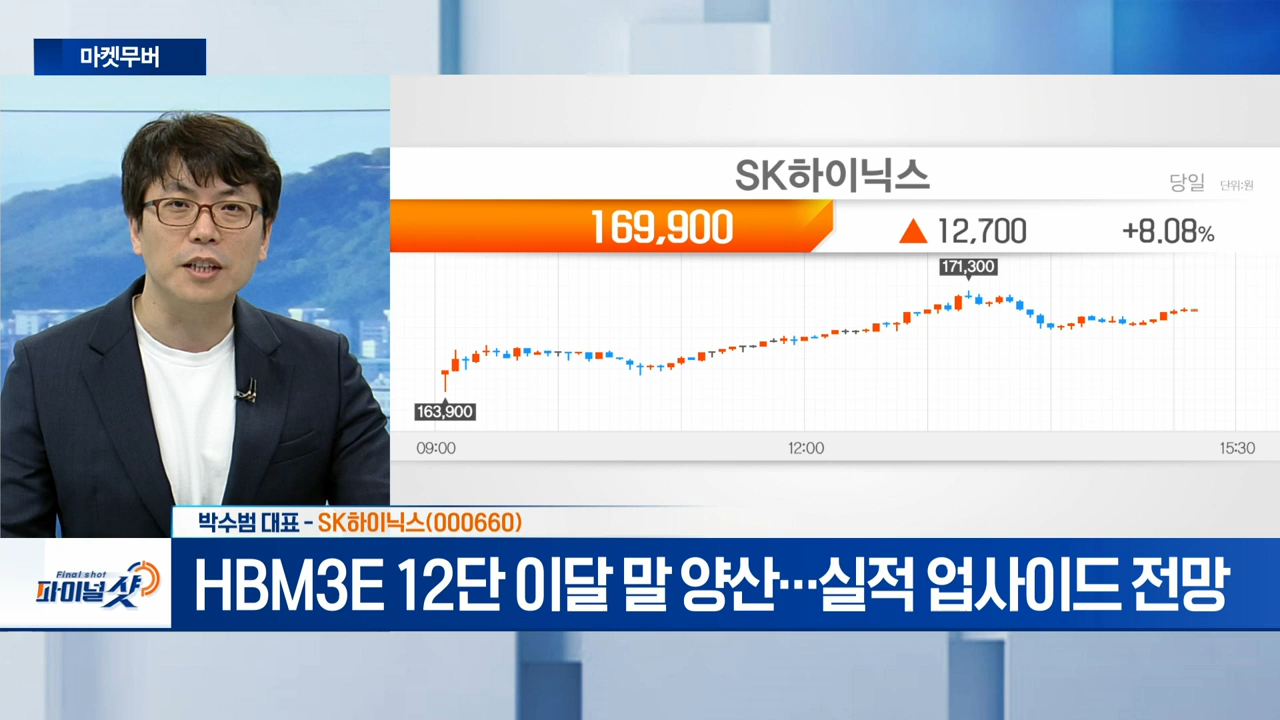 마켓무버
SK하이닉스
당일 단위:원
169,900 ▲ 12,700 +8.08%
171,300
163,900
09:00 12:00 15:30
박수범 대표 - SK하이닉스(000660)
Final shot
파이널샷
HBM3E 12단 이달 말 양산…실적 업사이드 전망